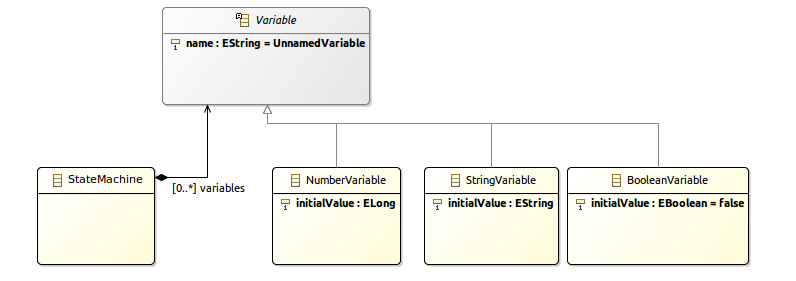 Variable
name : EString = UnnamedVariable
StateMachine
[0..*] variables
NumberVariable
initialValue : ELong
StringVariable
initialValue : EString
BooleanVariable
initialValue : EBoolean = false